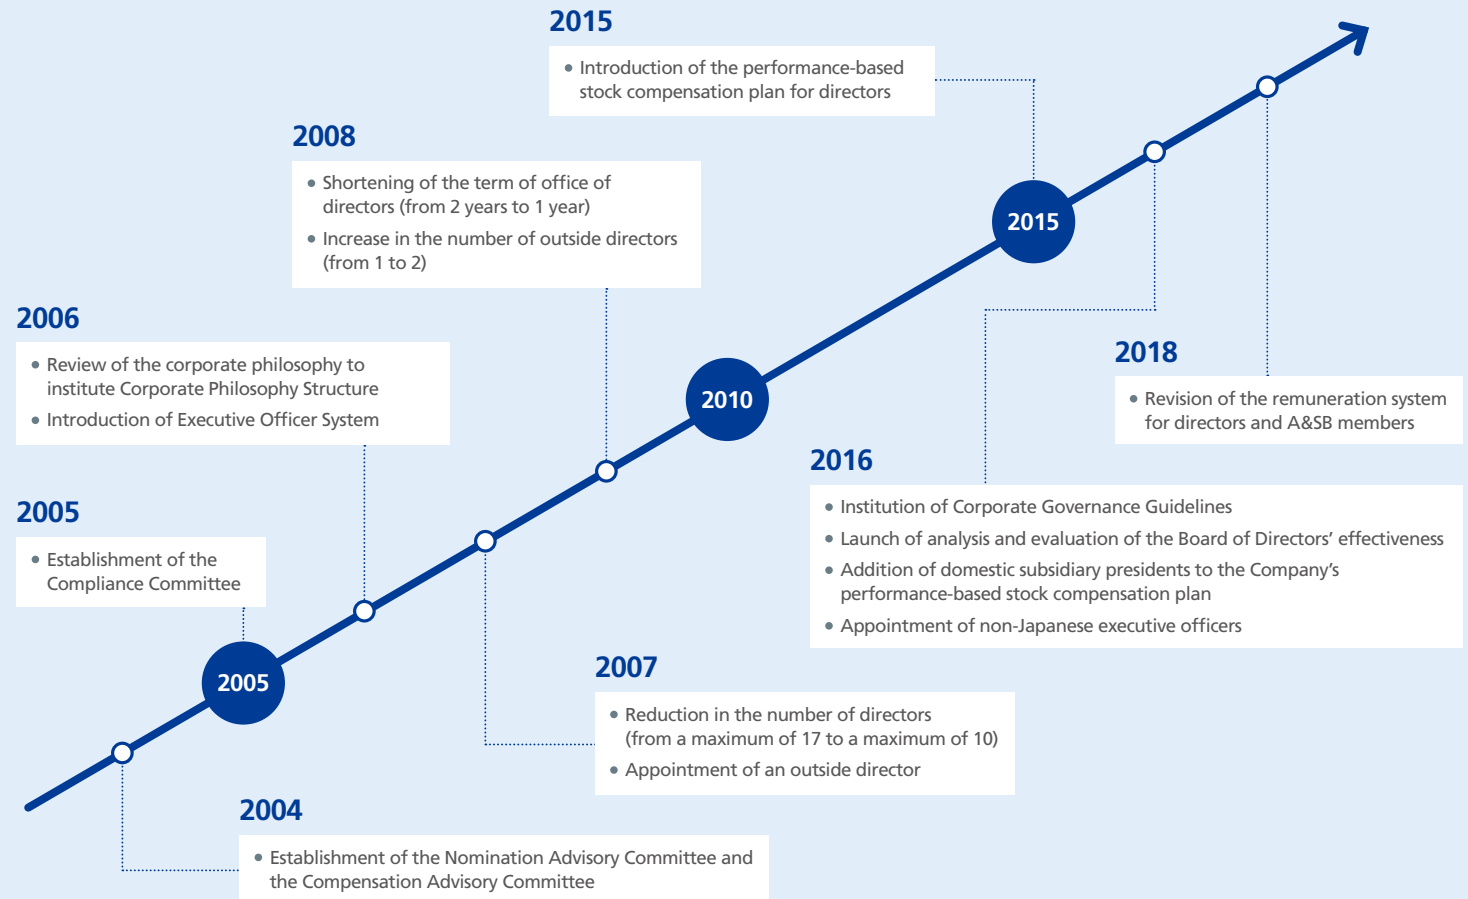 2015
• Introduction of the performance-based
stock compensation plan for directors
2008
• Shortening of the term of office of
directors (from 2 years to 1 year)
• Increase in the number of outside directors
(from 1 to 2)
2015
2006
• Review of the corporate philosophy to
institute Corporate Philosophy Structure
• Introduction of Executive Officer System
2010
2018
• Revision of the remuneration system
for directors and A&SB members
2016
• Institution of Corporate Governance Guidelines
• Launch of analysis and evaluation of the Board of Directors’ effectiveness
• Addition of domestic subsidiary presidents to the Company’s
performance-based stock compensation plan
• Appointment of non-Japanese executive officers
2005
• Establishment of the
Compliance Committee
2005
2007
• Reduction in the number of directors
(from a maximum of 17 to a maximum of 10)
• Appointment of an outside director
2004
• Establishment of the Nomination Advisory Committee and
the Compensation Advisory Committee